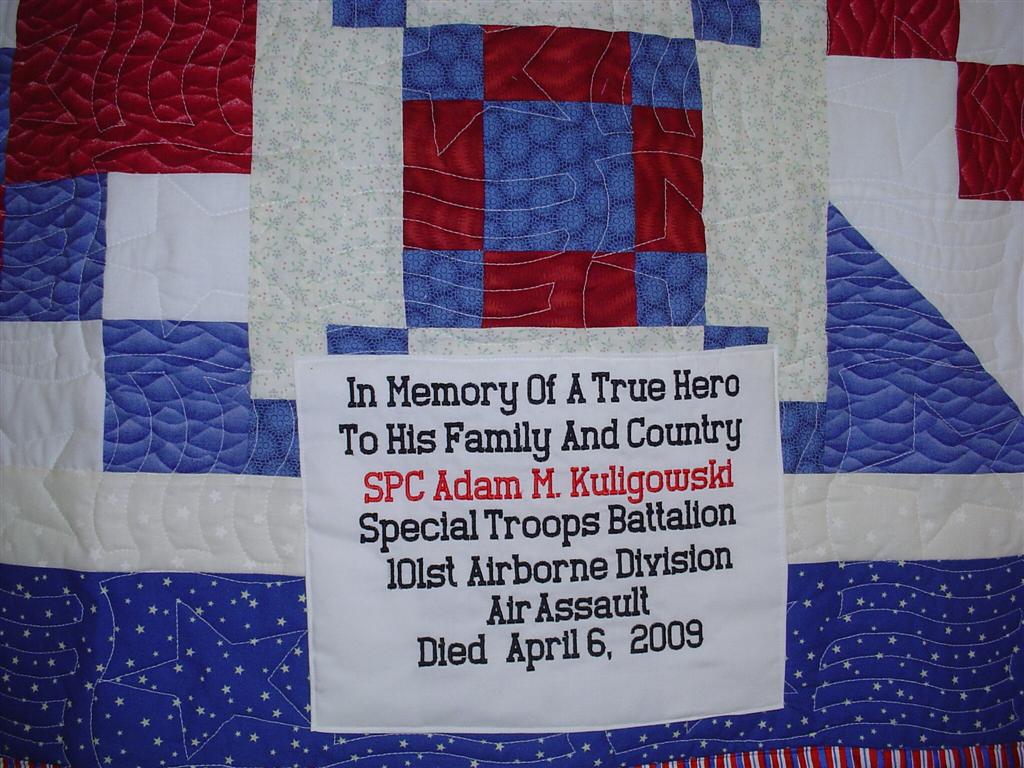 In Memory Of A True Hero
To His Family And Country
SPC Adam M. Kuligowski
Special Troops Battalion
101st Airborne Division
Air Assault
Died April 6, 2009